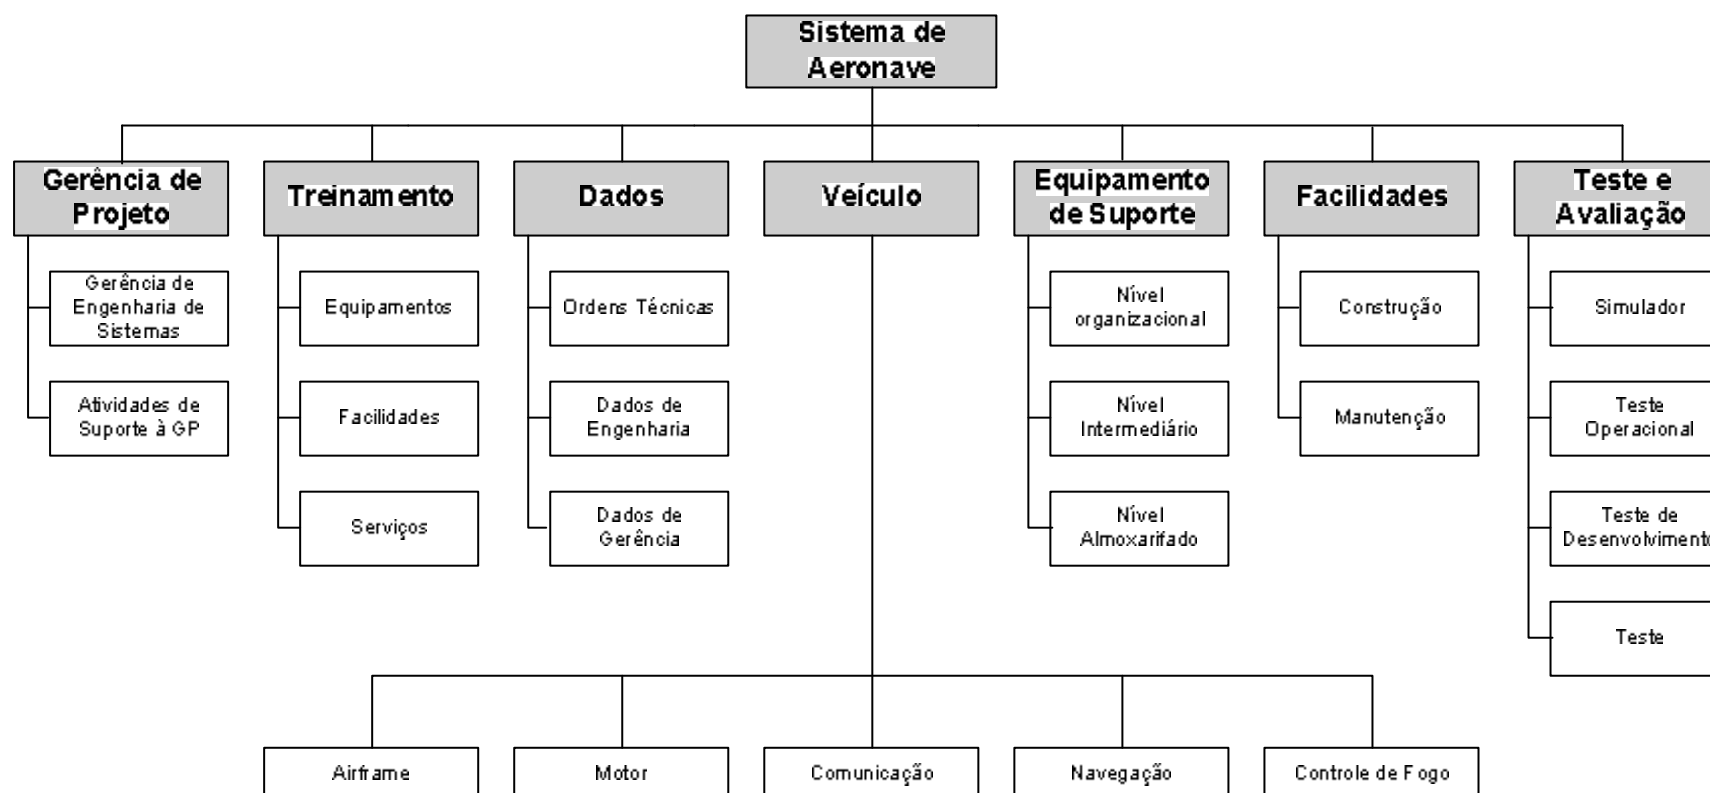 Sistema de
Aeronave
Gerência de
Projeto
Treinamento
Dados
Veículo
Equipamento
de Suporte
Facilidades
Teste e
Avaliação
Gerência de
Engenharia de
Sistemas
Atividades de
Suporte à GP
Equipamentos
Facilidades
Serviços
Ordens Técnicas
Dados de
Engenharia
Dados de
Gerência
Nível
organizacional
Nível
Intermediário
Nível
Almoxarifado
Construção
Manutenção
Simulador
Teste
Operacional
Teste de
Desenvolvimento
Teste
Airframe
Motor
Comunicação
Navegação
Controle de Fogo